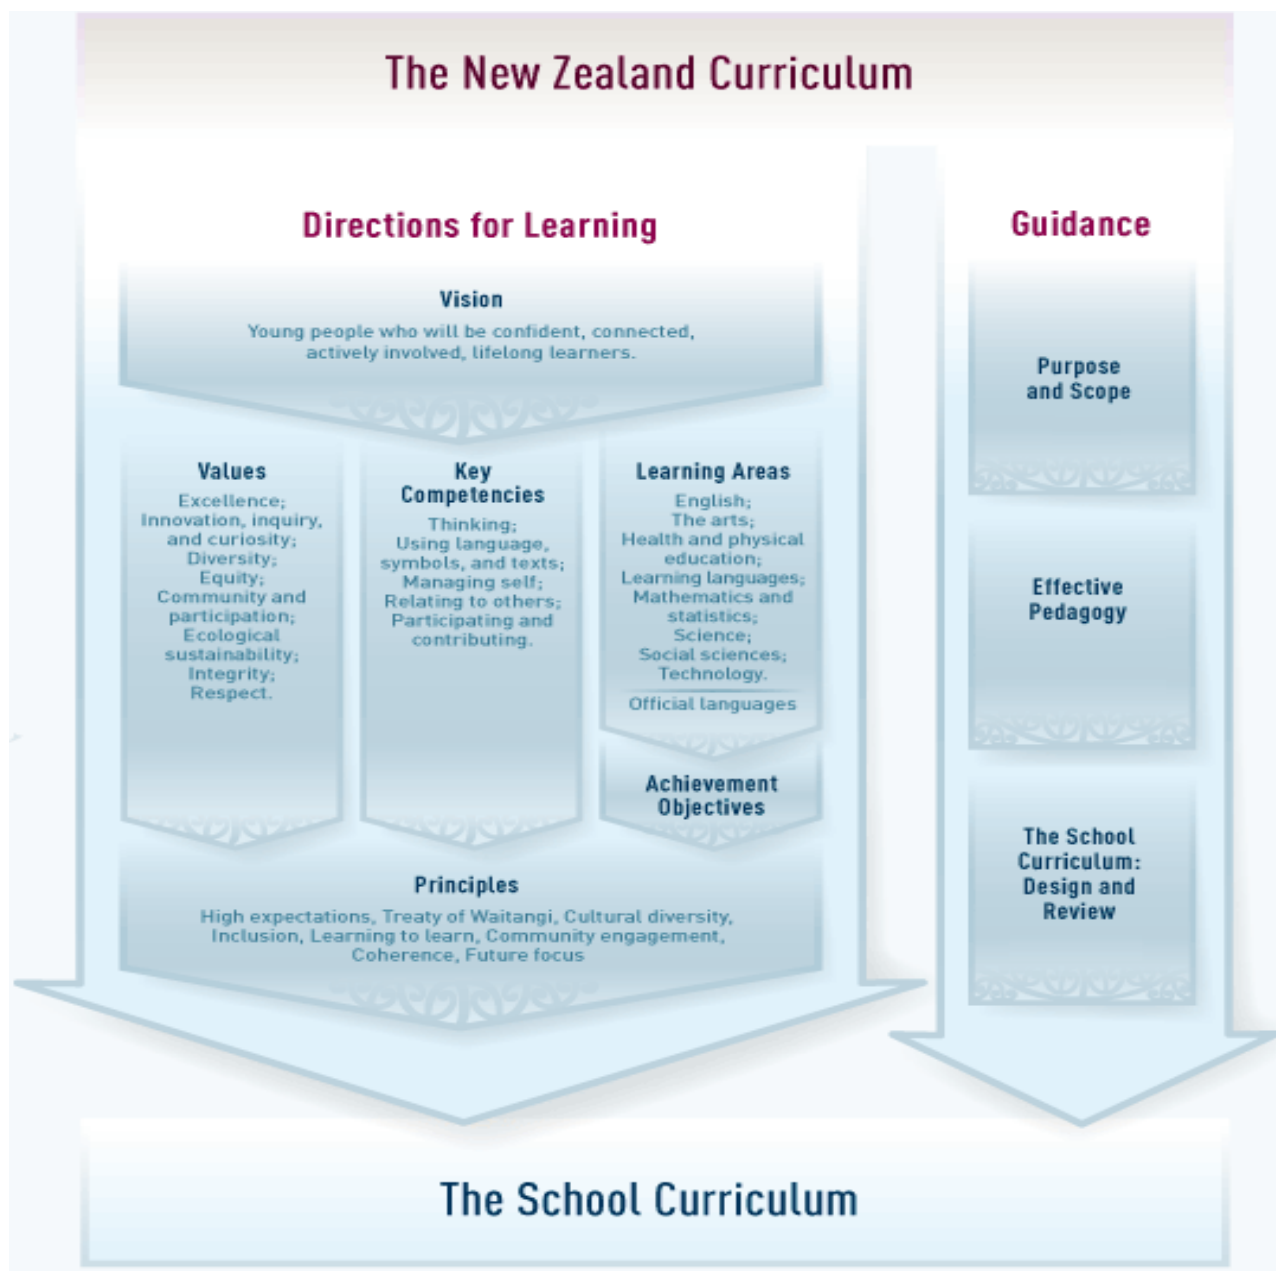 The New Zealand Curriculum
Directions for Learning
Vision
Young people who will be confident, connected,
actively involved, lifelong learners.
Values
Excellence;
Innovation, inquiry,
and curiosity;
Diversity;
Equity;
Community and
participation;
Ecological
sustainability;
Integrity;
Respect.
Key
Competencies
Thinking;
Using language,
symbols, and texts;
Managing self;
Relating to others;
Participating and
contributing.
Learning Areas
English;
The arts;
Health and physical
education;
Learning languages;
Mathematics and
statistics;
Science;
Social sciences;
Technology.
Official languages
Achievement
Objectives
Principles
High expectations, Treaty of Waitangi, Cultural diversity,
Inclusion, Learning to learn, Community engagement,
Coherence, Future focus
Guidance
Purpose
and Scope
Effective
Pedagogy
The School
Curriculum:
Design and
Review
The School Curriculum